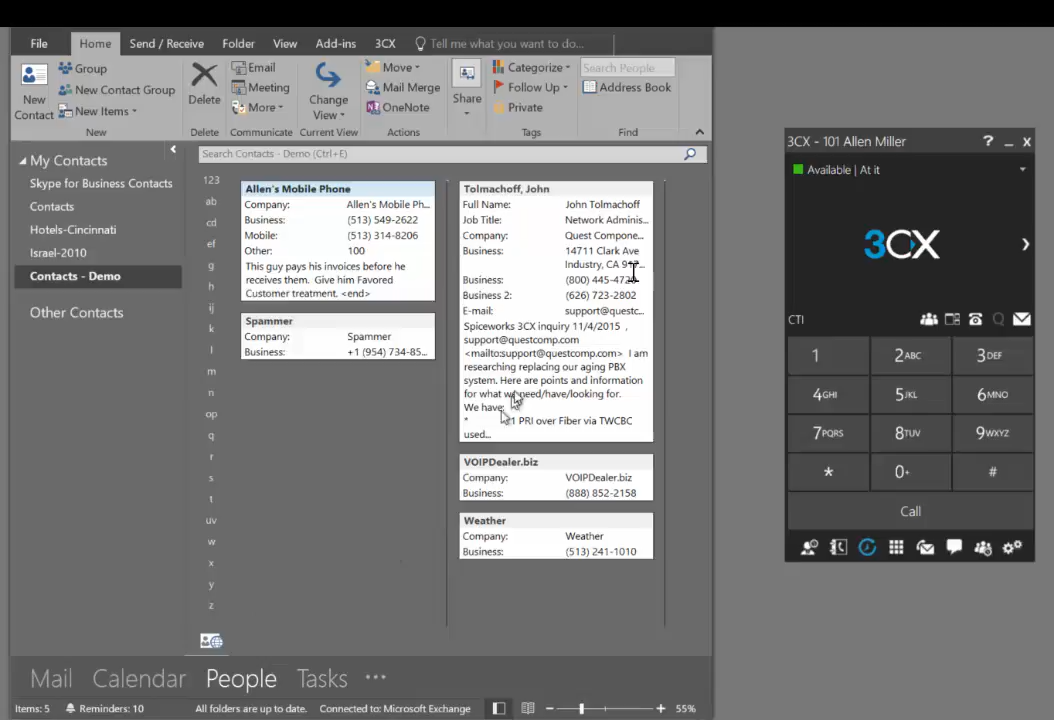 File Home Send / Receive Folder View Add-ins 3CX Tell me what you want to do...
New Contact
Group
New Contact Group
New Items
New
Delete
Delete
Email
Meeting
More
Communicate
Change View
Current View
Move
Mail Merge
OneNote
Actions
Share
Categorize
Follow Up
Private
Tags
Search People...
Address Book
Find
My Contacts
Skype for Business Contacts
Contacts
Hotels-Cincinnati
Israel-2010
Contacts - Demo
Other Contacts
Search Contacts - Demo (Ctrl+E)
123
ab
cd
ef
g
h
ij
k
l
m
n
op
q
r
s
t
uv
w
x
y
z
Allen's Mobile Phone
Company: Allen's Mobile Ph...
Business: (513) 549-2622
Mobile: (513) 314-8206
Other: 100
This guy pays his invoices before he
receives them. Give him Favored
Customer treatment. <end>
Spammer
Company: Spammer
Business: +1 (954) 734-85...
Tolmachoff, John
Full Name: John Tolmachoff
Job Title: Network Adminis...
Company: Quest Compone...
Business: 14711 Clark Ave
Industry, CA
Business: (800)
Business 2: (626) 723-2802
E-mail: support@questc...
Spiceworks 3CX inquiry 11/4/2015 ,
support@questcomp.com
<mailto:support@questcomp.com> I am
researching replacing our aging PBX
system. Here are points and information
for what we need/have/looking for.
We have:
* PRI over Fiber via TWCBC
used...
VOIPDealer.biz
Company: VOIPDealer.biz
Business: (888) 852-2158
Weather
Company: Weather
Business: (513) 241-1010
Mail Calendar People Tasks ...
Items: 5 Reminders: 10 All folders are up to date. Connected to: Microsoft Exchange 55%
3CX - 101 Allen Miller ? _ X
Available | At it
3CX
CTI
1 2ABC 3DEF
4GHI 5JKL 6MNO
7PQRS 8TUV 9WXYZ
* 0+ #
Call